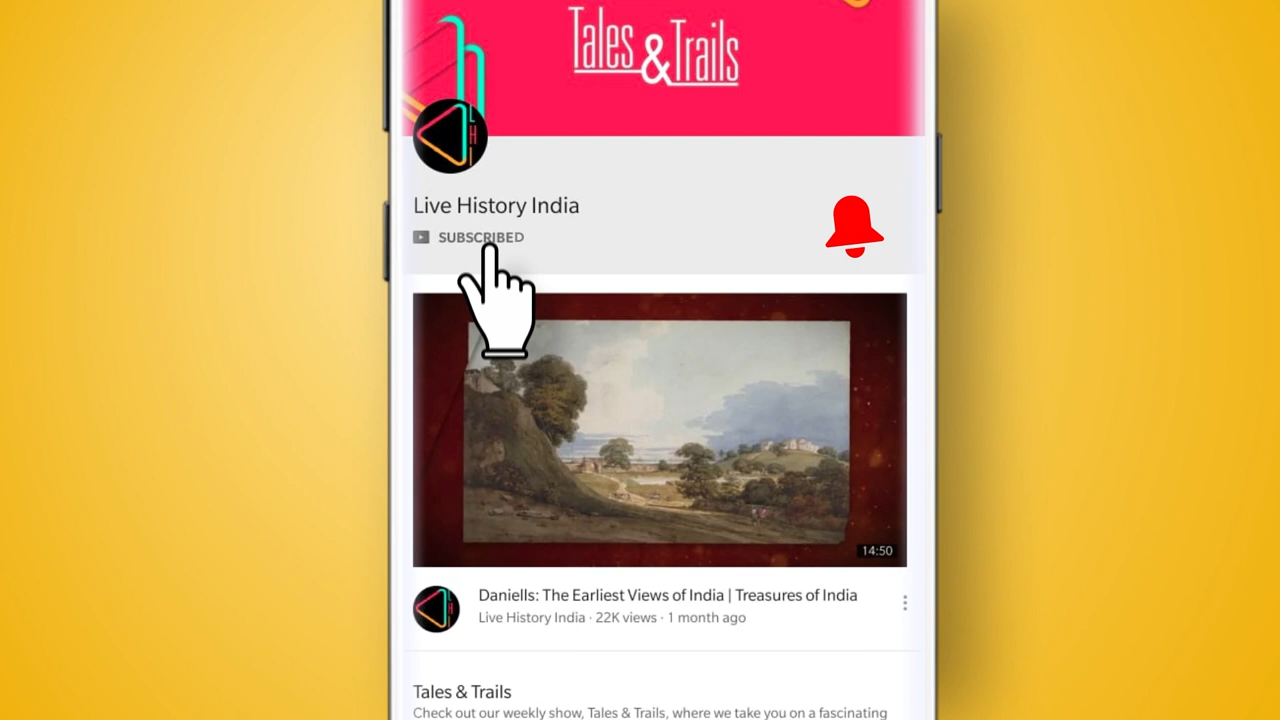 Tales & Trails
LHI
Live History India
SUBSCRIBED
14:50
Daniells: The Earliest Views of India | Treasures of India
LHI
Live History India · 22K views · 1 month ago
Tales & Trails
Check out our weekly show, Tales & Trails, where we take you on a fascinating